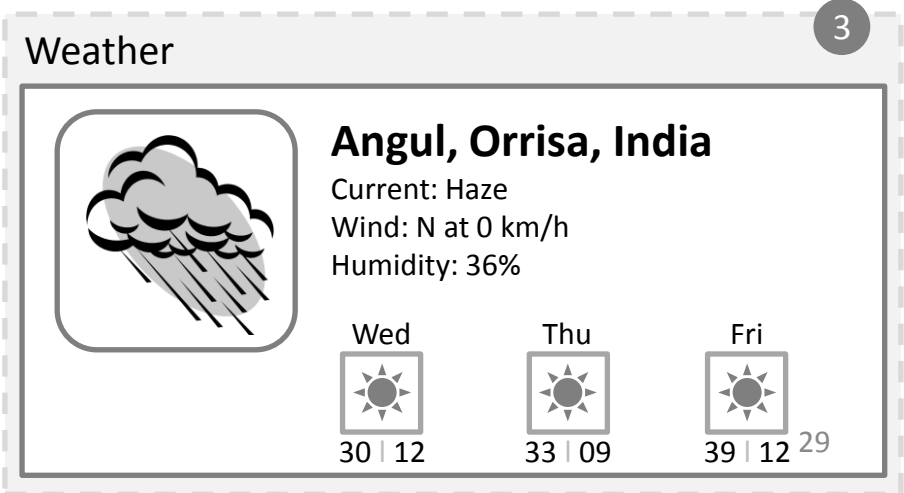 3
Weather
Angul, Orrisa, India
Current: Haze
Wind: N at 0 km/h
Humidity: 36%
Wed Thu Fri
30 | 12 33 | 09 39 | 12 29